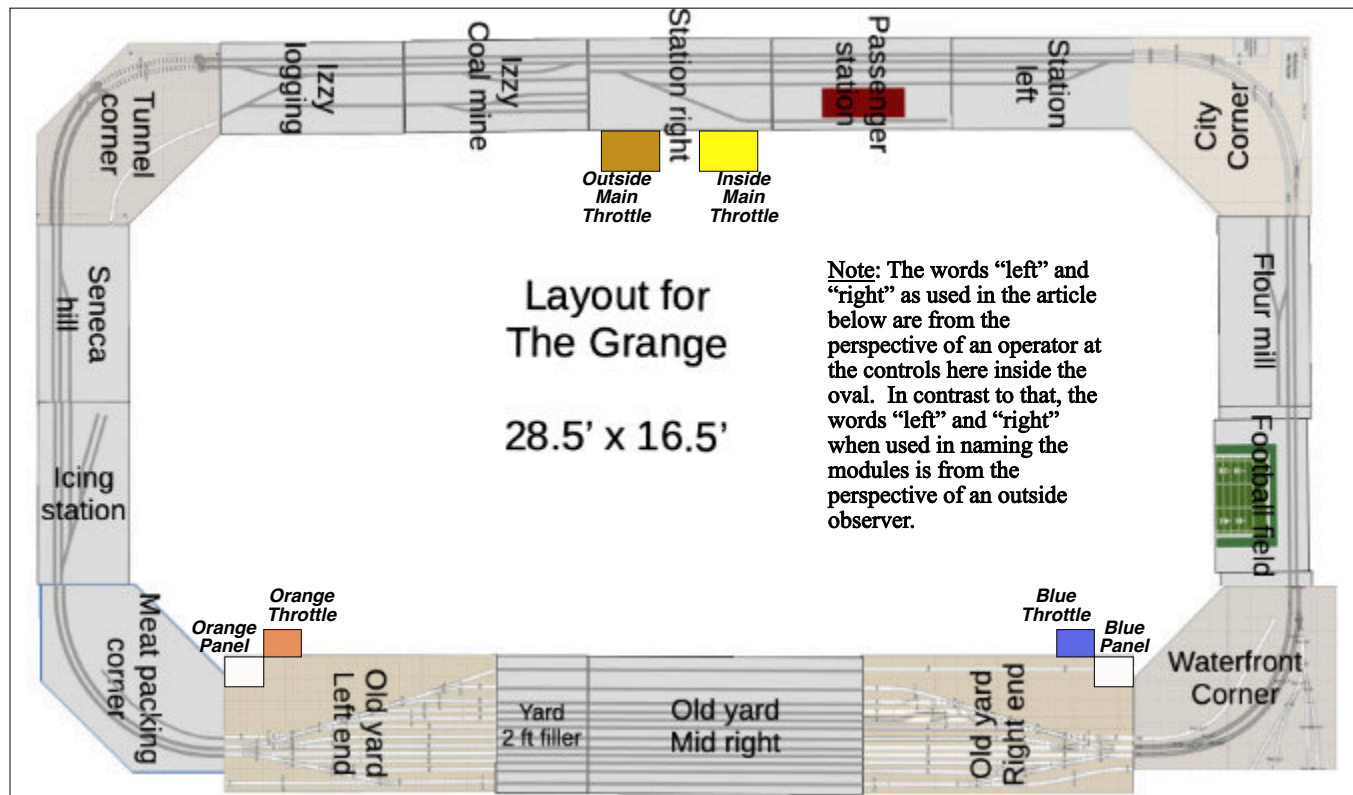 Tunnel
corner
Izzy
logging
Izzy
Coal mine
Station right
Passenger
station
Station
left
Corner
City
Outside
Main
Throttle
Inside
Main
Throttle
Seneca
hill
Layout for
The Grange
28.5’ x 16.5’
Note: The words “left” and
“right” as used in the article
below are from the
perspective of an operator at
the controls here inside the
oval. In contrast to that, the
words “left” and “right”
when used in naming the
modules is from the
perspective of an outside
observer.
Flour mill
Icing
station
Football field
Meat packing
corner
Orange
Panel
Orange
Throttle
Blue
Throttle
Blue
Panel
Old yard
Left end
Yard
2 ft filler
Old yard
Mid right
Old yard
Right end
Waterfront
Corner